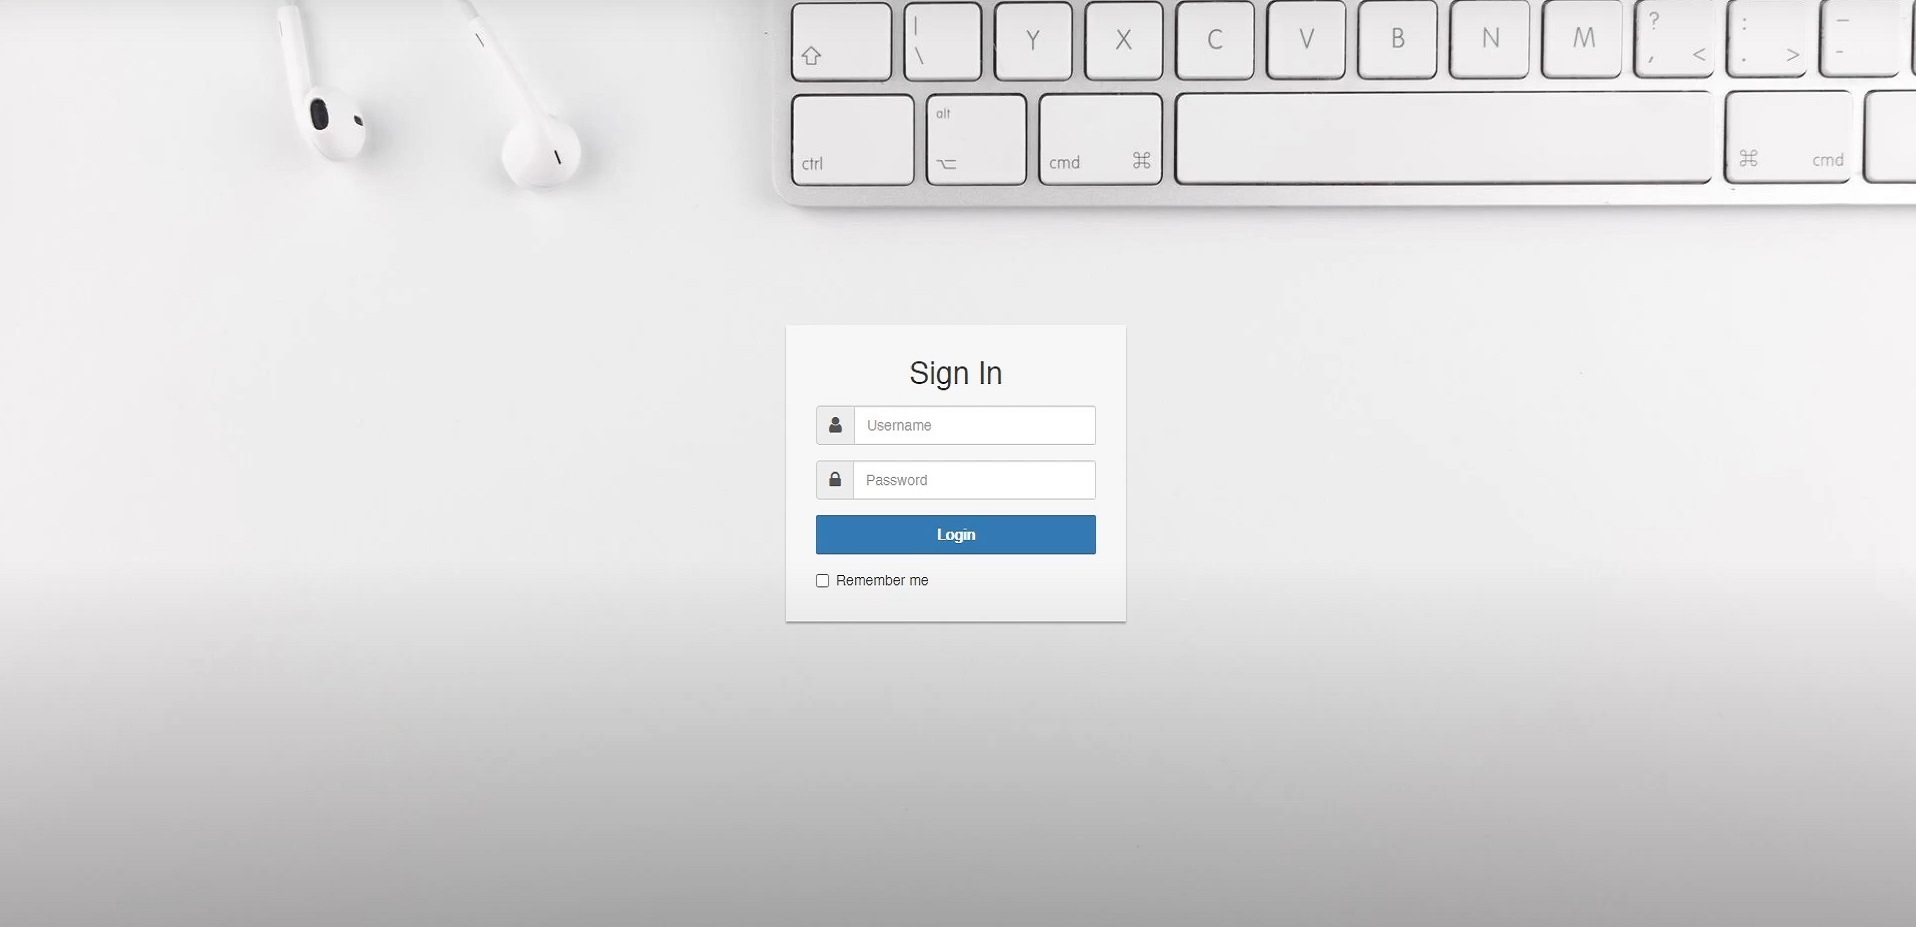 | ? : _
\ Y X C V B N M , < . > -
alt
ctrl cmd ⌘ ⌘ cmd
Sign In
Username
Password
Login
Remember me